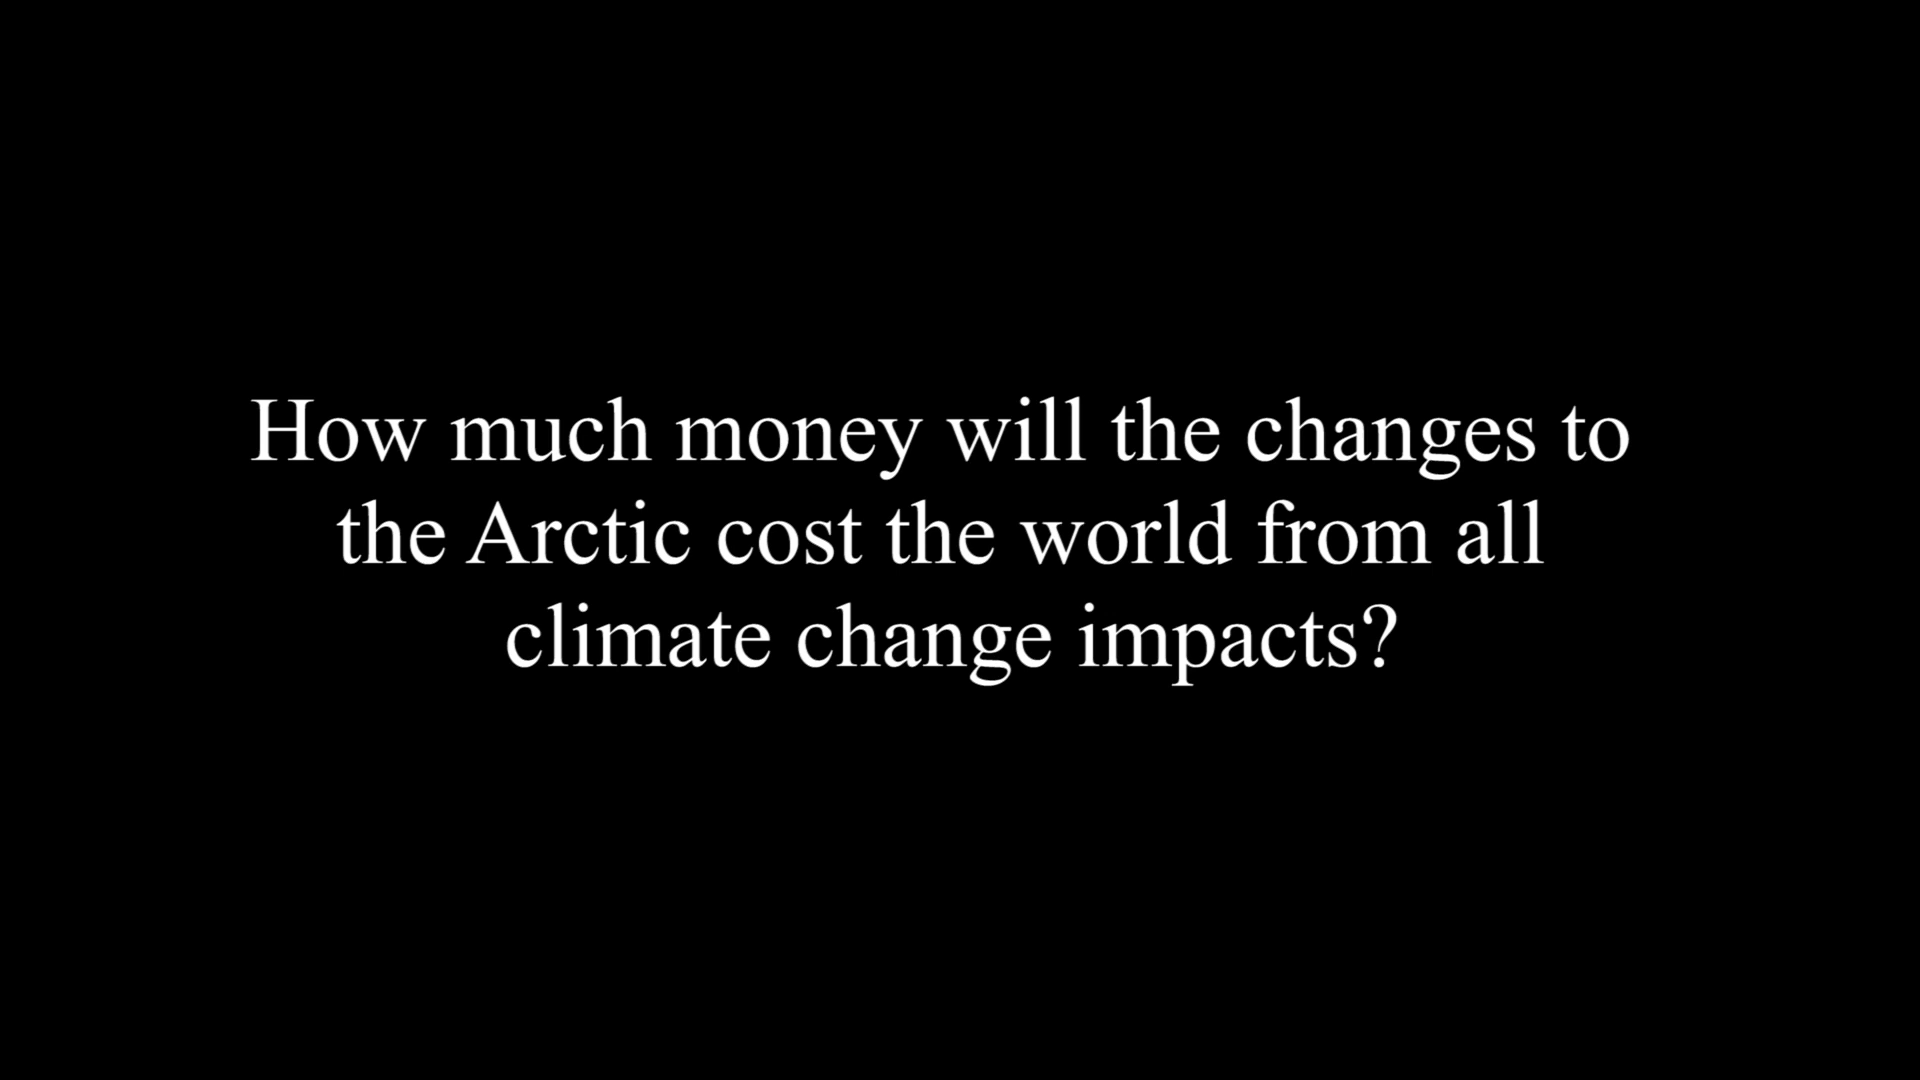 How much money will the changes to
the Arctic cost the world from all
climate change impacts?